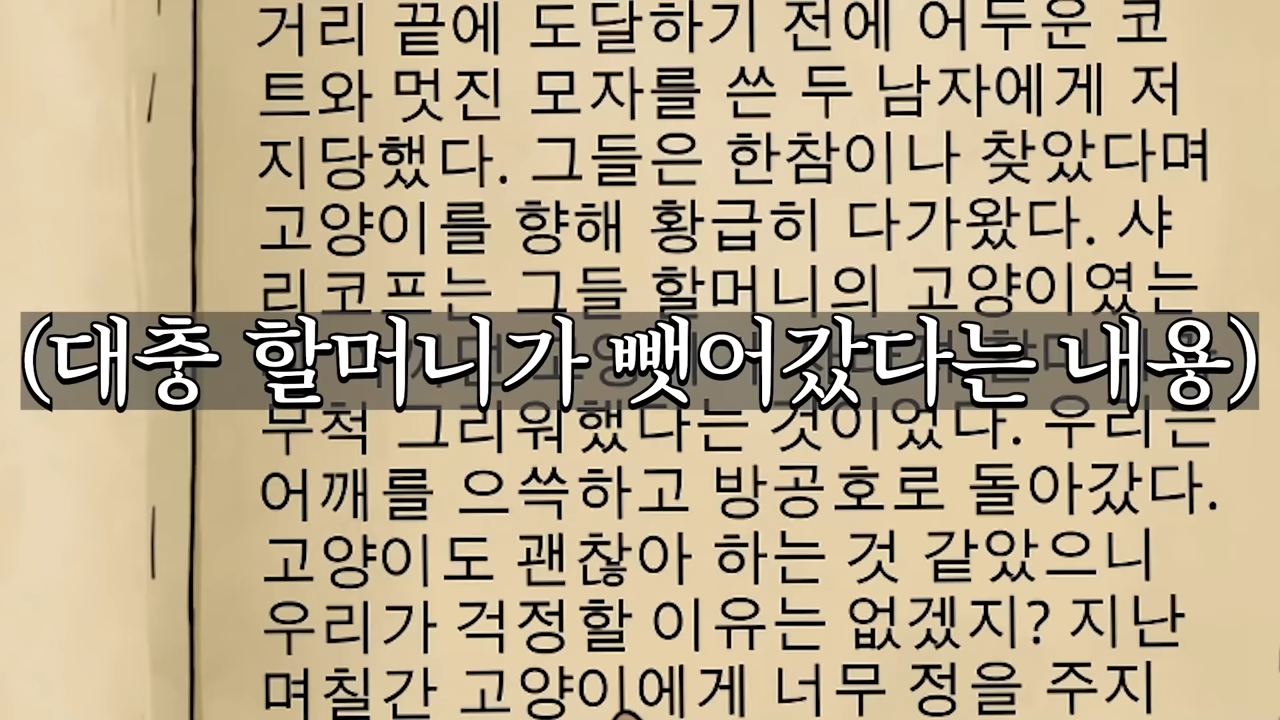 거리 끝에 도달하기 전에 어두운 코
트와 멋진 모자를 쓴 두 남자에게 저
지당했다. 그들은 한참이나 찾았다며
고양이를 향해 황급히 다가왔다. 샤
리코프는 그들 할머니의 고양이였는
(대충 할머니가 뺏어갔다는 내용)
무척 그리워했다는 것이었다. 우리는
어깨를 으쓱하고 방공호로 돌아갔다.
고양이도 괜찮아 하는 것 같았으니
우리가 걱정할 이유는 없겠지? 지난
며칠간 고양이에게 너무 정을 주지